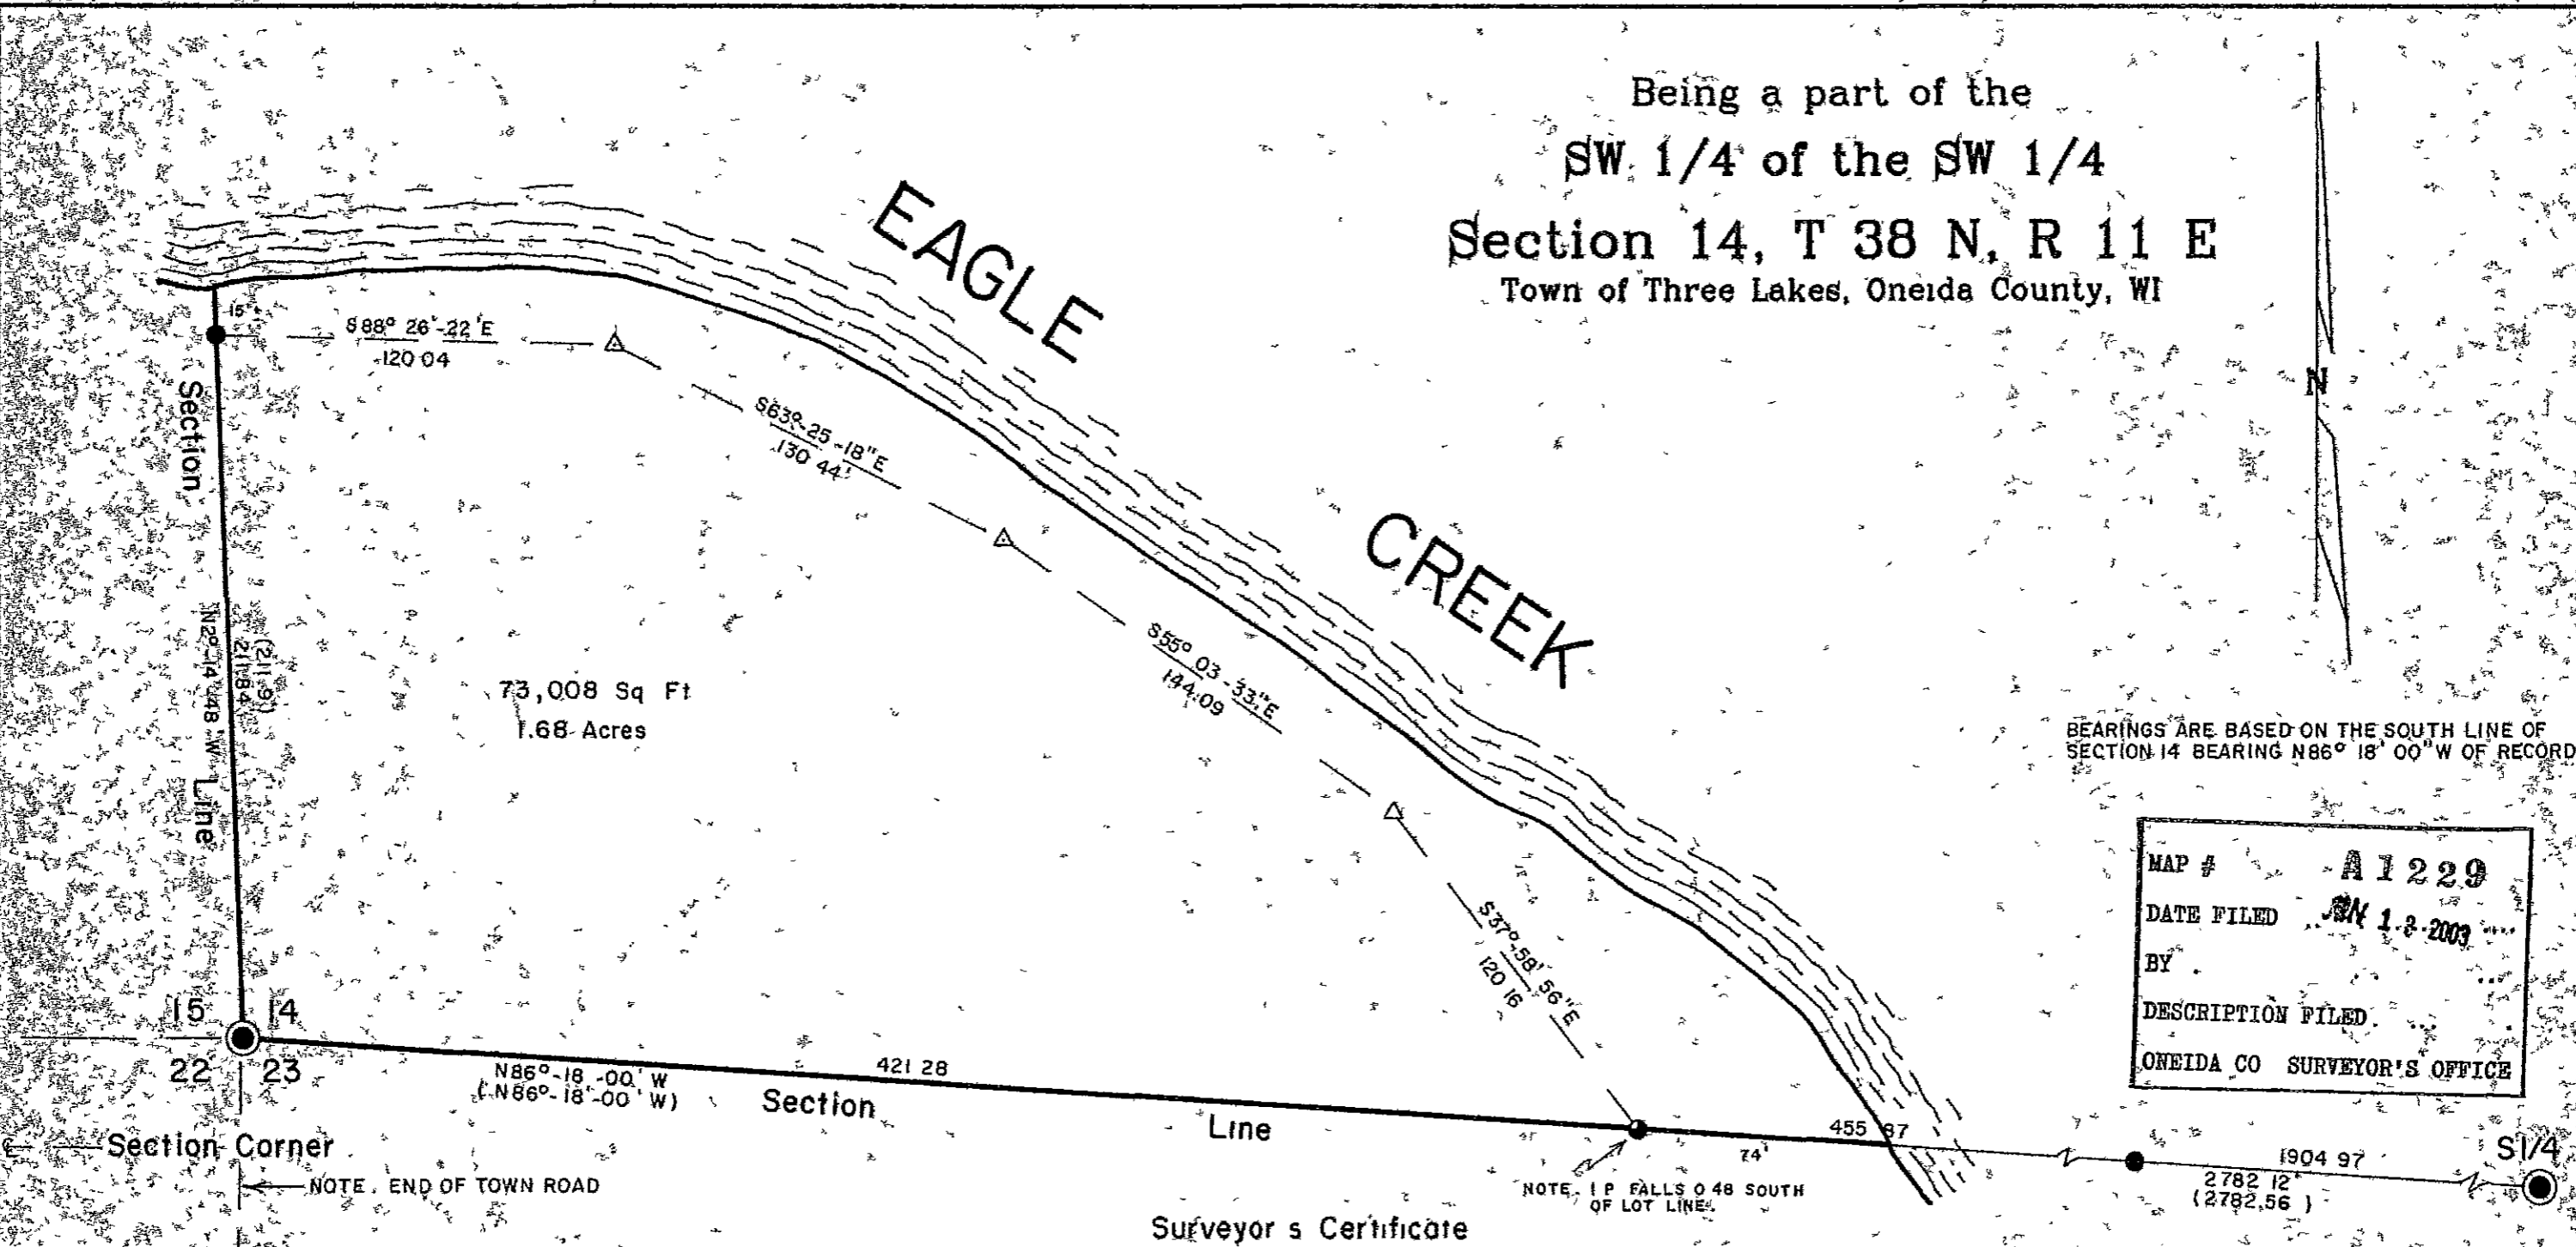 Being a part of the
SW 1/4 of the SW 1/4
Section 14, T 38 N, R 11 E
Town of Three Lakes, Oneida County, WI
EAGLE
CREEK
N
15'
S88° 26'-22'E
120 04
S63°-25-18"E
130 44'
S55° 03-33"E
144.09
S37°-58' 56"E
120 16
Section
Line
N2°-14 48 W
211 84
(211.9)
73,008 Sq Ft
1.68 Acres
BEARINGS ARE BASED ON THE SOUTH LINE OF
SECTION 14 BEARING N86° 18' 00"W OF RECORD
MAP # A1229
DATE FILED 2003
BY
DESCRIPTION FILED
ONEIDA CO SURVEYOR'S OFFICE
15 14
22 23
N86°-18-00' W
(N86°-18'-00' W)
421 28
Section
Line
455 87
74'
1904 97
2782 12'
(2782.56 )
S1/4
Section Corner
NOTE. END OF TOWN ROAD
NOTE. I P FALLS 0 48 SOUTH
OF LOT LINE.
Surveyor s Certificate